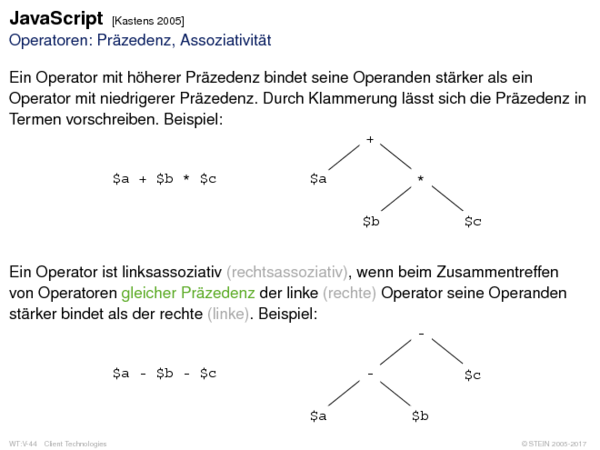 JavaScript [Kastens 2005]
Operatoren: Präzedenz, Assoziativität
Ein Operator mit höherer Präzedenz bindet seine Operanden stärker als ein
Operator mit niedrigerer Präzedenz. Durch Klammerung lässt sich die Präzedenz in
Termen vorschreiben. Beispiel:
+
$a + $b * $c
$a
*
$b
$c
Ein Operator ist linksassoziativ (rechtsassoziativ), wenn beim Zusammentreffen
von Operatoren gleicher Präzedenz der linke (rechte) Operator seine Operanden
stärker bindet als der rechte (linke). Beispiel:
-
$a - $b - $c
-
$c
$a
$b
WT:V-44 Client Technologies
© STEIN 2005-2017